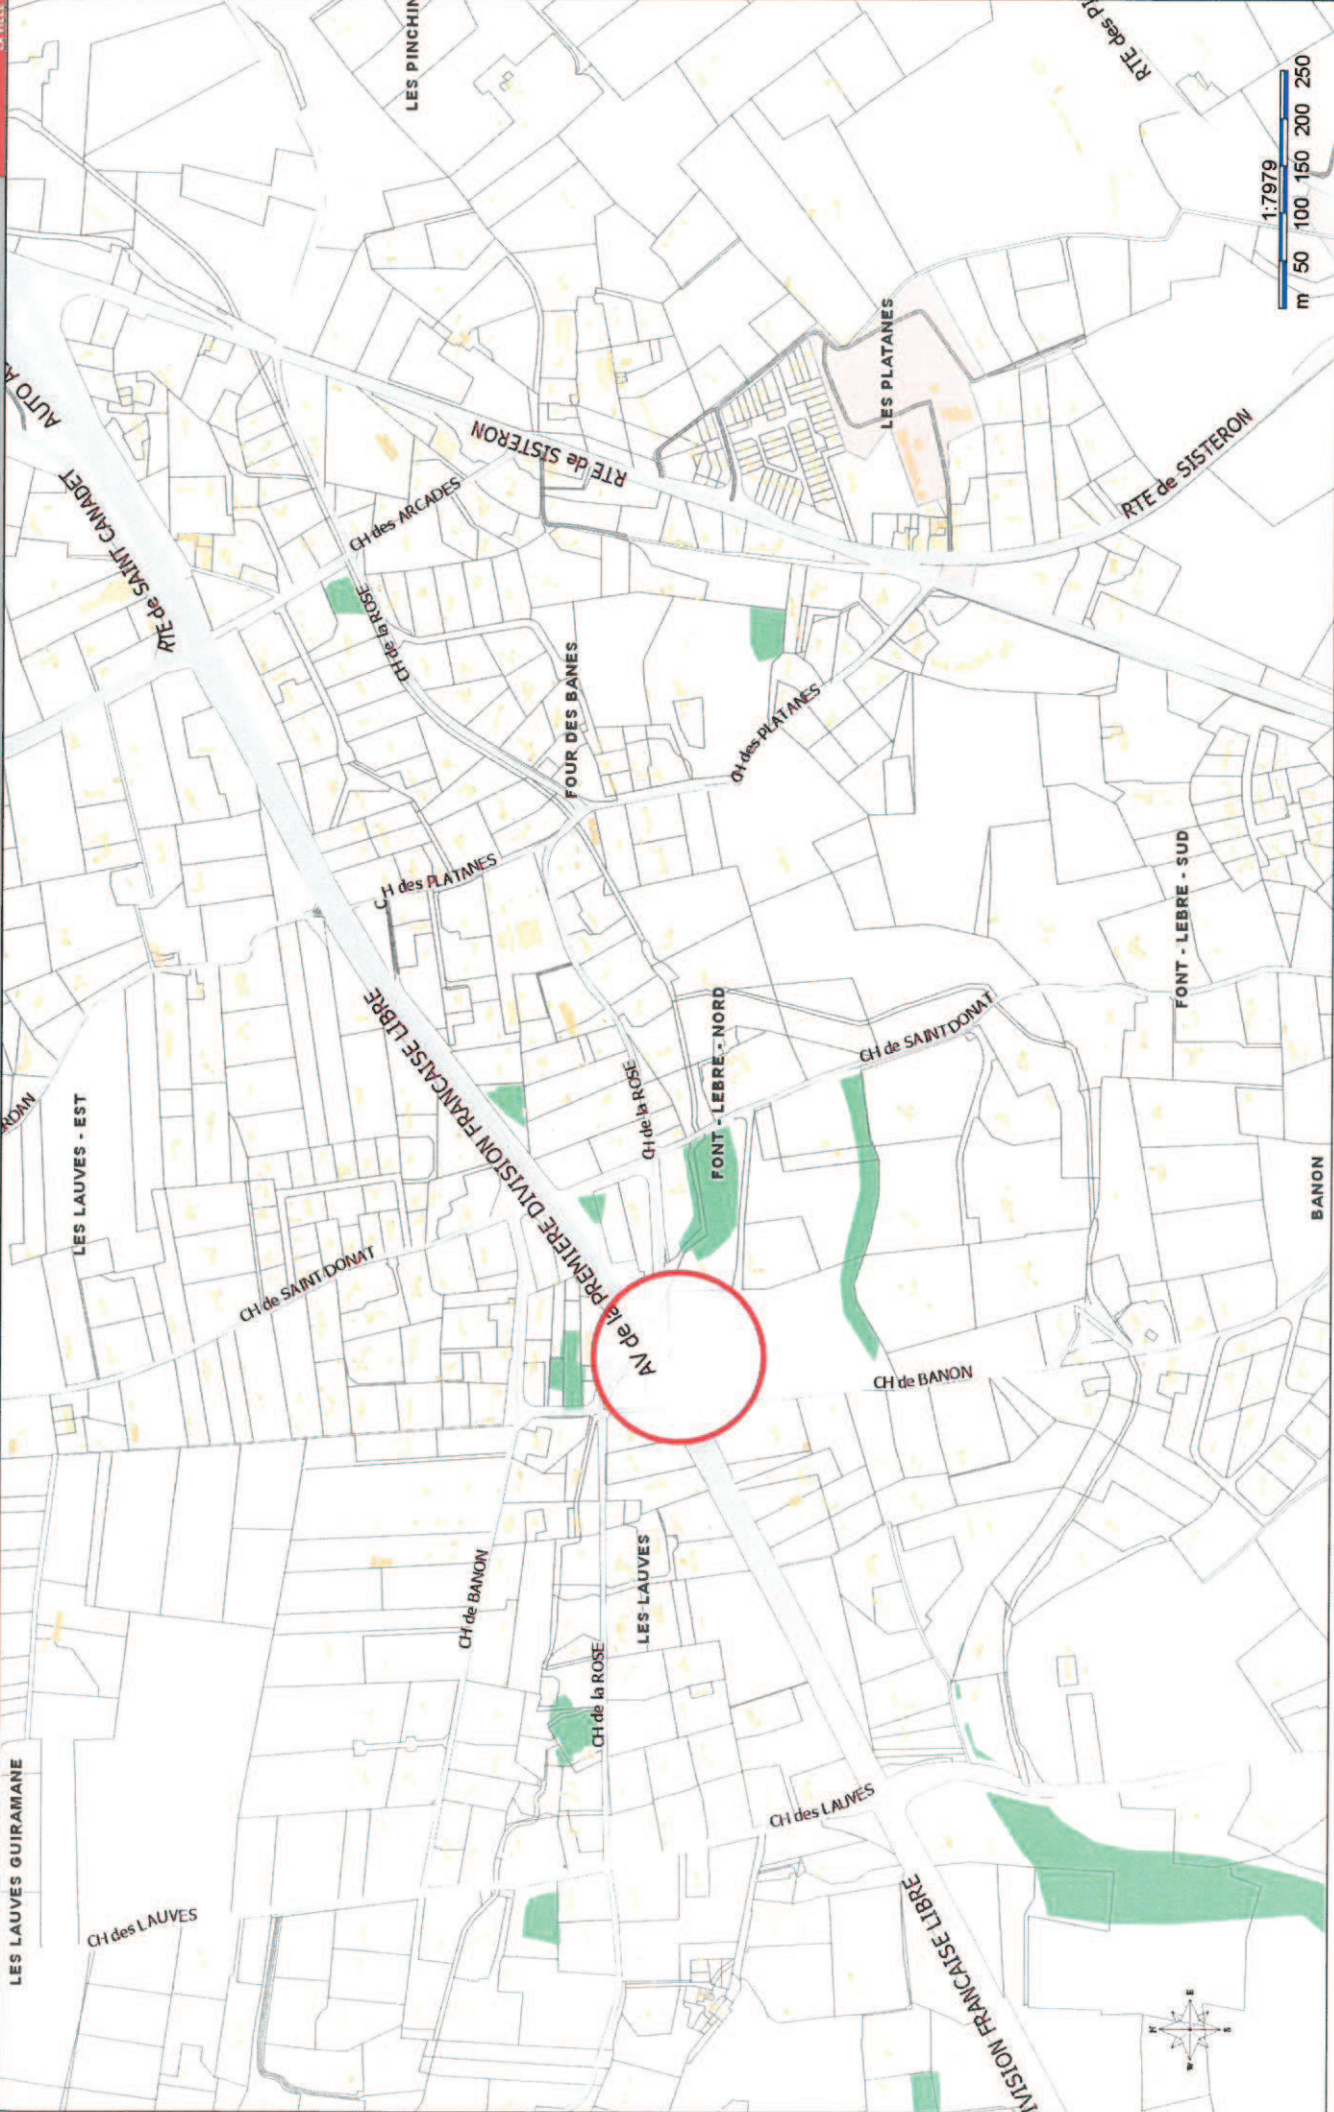 LES PINCHIN
RTE des PI
AUTO A
RTE de SAINT CANADET
1:7979
m 50 100 150 200 250
RTE de SISTERON
LES PLATANES
CH des ARCADES
RTE de SISTERON
CH de la ROSE
FOUR DES BANES
CH des PLATANES
CH des PLATANES
FONT - LEBRE - SUD
AV de la PREMIERE DIVISION FRANCAISE LIBRE
FONT - LEBRE - NORD
CH de SAINT DONAT
CH de la ROSE
RDAN
LES LAUVES - EST
CH de SAINT DONAT
BANON
CH de BANON
CH de BANON
LES LAUVES
CH de la ROSE
LES LAUVES GUIRAMANE
CH des LAUVES
CH des LAUVES
IVISION FRANCAISE LIBRE
N
W E
S